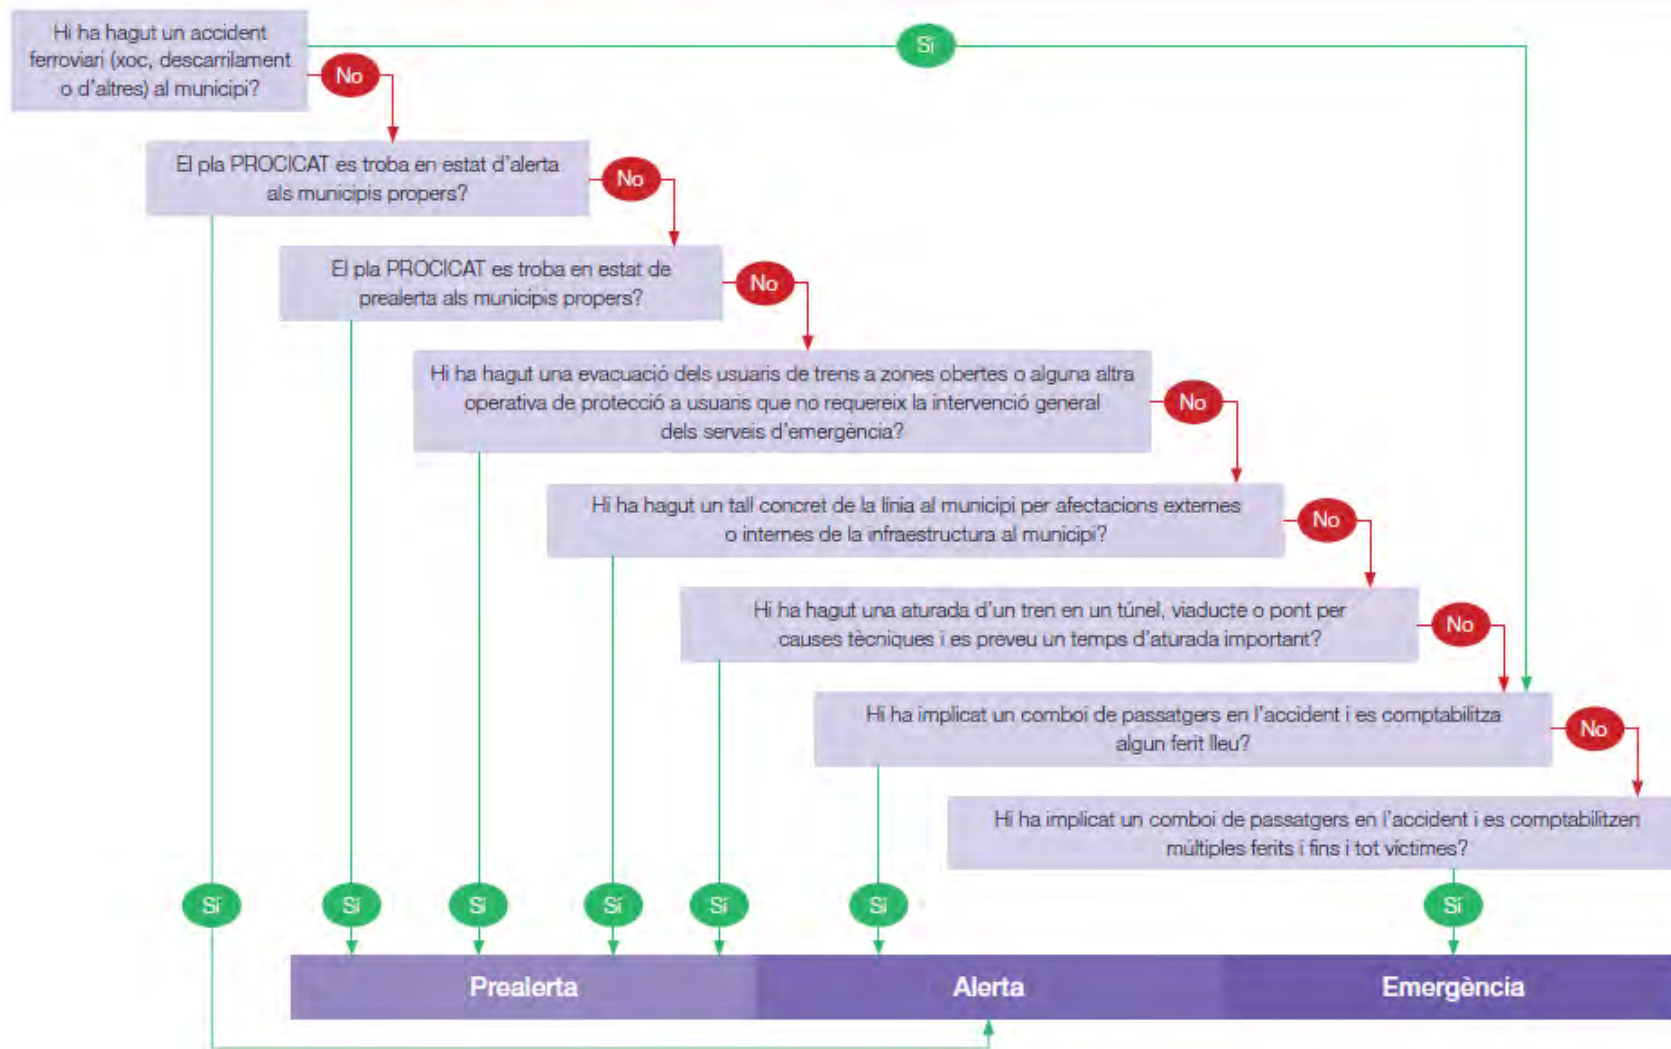 Hi ha hagut un accident
ferroviari (xoc, descarrilament
o d'altres) al municipi?
Sí
No
El pla PROCICAT es troba en estat d'alerta
als municipis propers?
No
El pla PROCICAT es troba en estat de
prealerta als municipis propers?
No
Hi ha hagut una evacuació dels usuaris de trens a zones obertes o alguna altra
operativa de protecció a usuaris que no requereix la intervenció general
dels serveis d'emergència?
No
Hi ha hagut un tall concret de la línia al municipi per afectacions externes
o internes de la infraestructura al municipi?
No
Hi ha hagut una aturada d'un tren en un túnel, viaducte o pont per
causes tècniques i es preveu un temps d'aturada important?
No
Hi ha implicat un comboi de passatgers en l'accident i es comptabilitza
algun ferit lleu?
No
Hi ha implicat un comboi de passatgers en l'accident i es comptabilitzen
múltiples ferits i fins i tot víctimes?
Sí
Sí
Sí
Sí
Sí
Sí
Sí
Prealerta
Alerta
Emergència